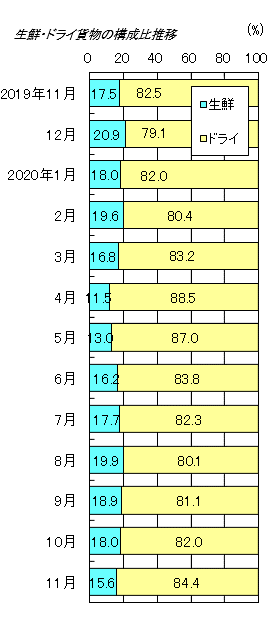 生鮮・ドライ貨物の構成比推移
(%)
0 20 40 60 80 100
2019年11月 17.5 82.5
生鮮
12月 20.9 79.1
ドライ
2020年1月 18.0 82.0
2月 19.6 80.4
3月 16.8 83.2
4月 11.5 88.5
5月 13.0 87.0
6月 16.2 83.8
7月 17.7 82.3
8月 19.9 80.1
9月 18.9 81.1
10月 18.0 82.0
11月 15.6 84.4